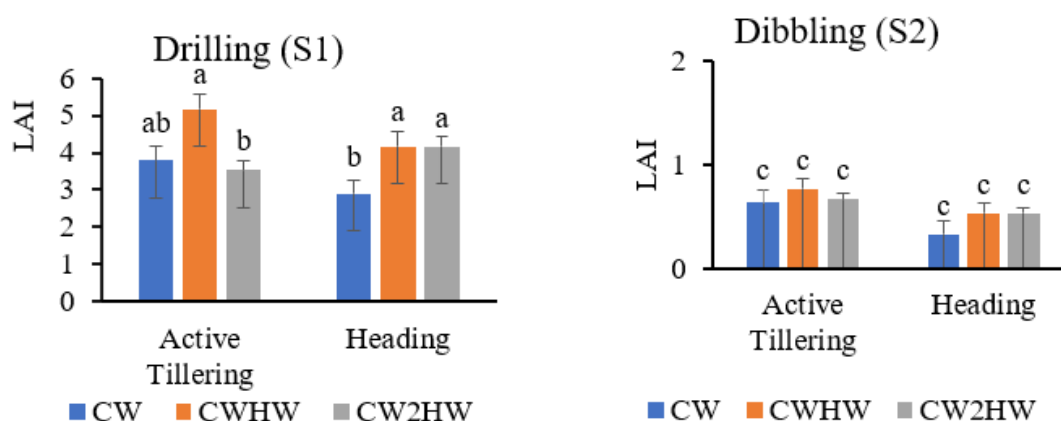 Drilling (S1)
LAI
6
5
4
3
2
1
0
ab
a
b
b
a
a
Active
Tillering
Heading
CW CWHW CW2HW
Dibbling (S2)
LAI
2
1
0
c
c
c
c
c
c
Active
Tillering
Heading
CW CWHW CW2HW